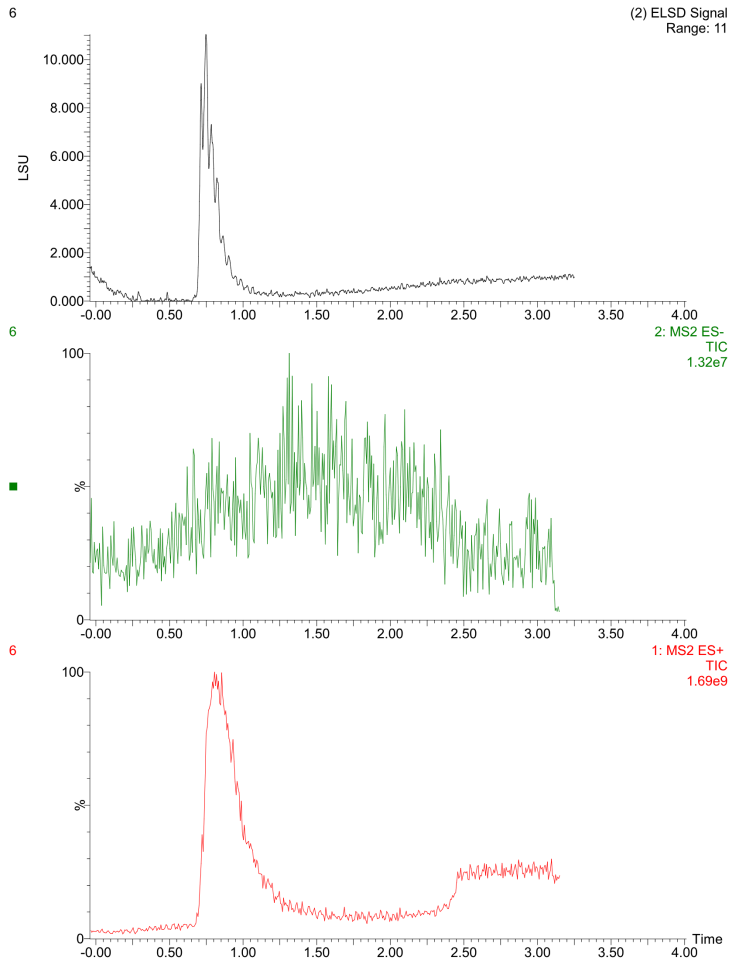 6
(2) ELSD Signal
Range: 11
10.000
8.000
6.000
LSU
4.000
2.000
0.000
-0.00 0.50 1.00 1.50 2.00 2.50 3.00 3.50 4.00
6
2: MS2 ES-
TIC
1.32e7
100
%
0
-0.00 0.50 1.00 1.50 2.00 2.50 3.00 3.50 4.00
6
1: MS2 ES+
TIC
1.69e9
100
%
0
Time
-0.00 0.50 1.00 1.50 2.00 2.50 3.00 3.50 4.00